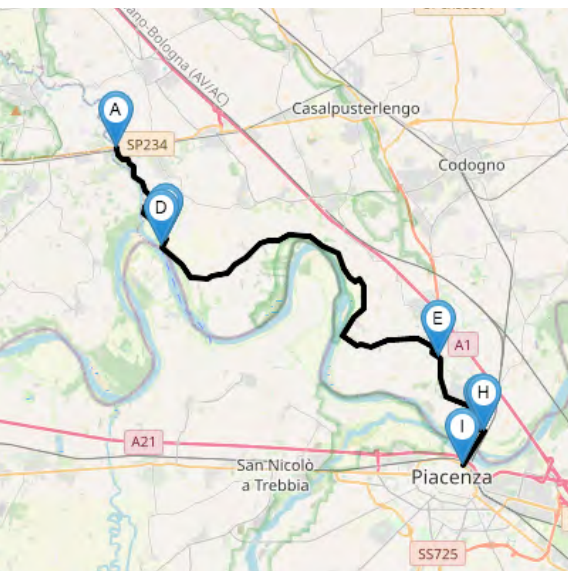 ano-Bologna (AV/AC)
Casalpusterlengo
A
SP234
Codogno
D
E
A1
H
A21
I
San Nicolò
a Trebbia
Piacenza
SS725